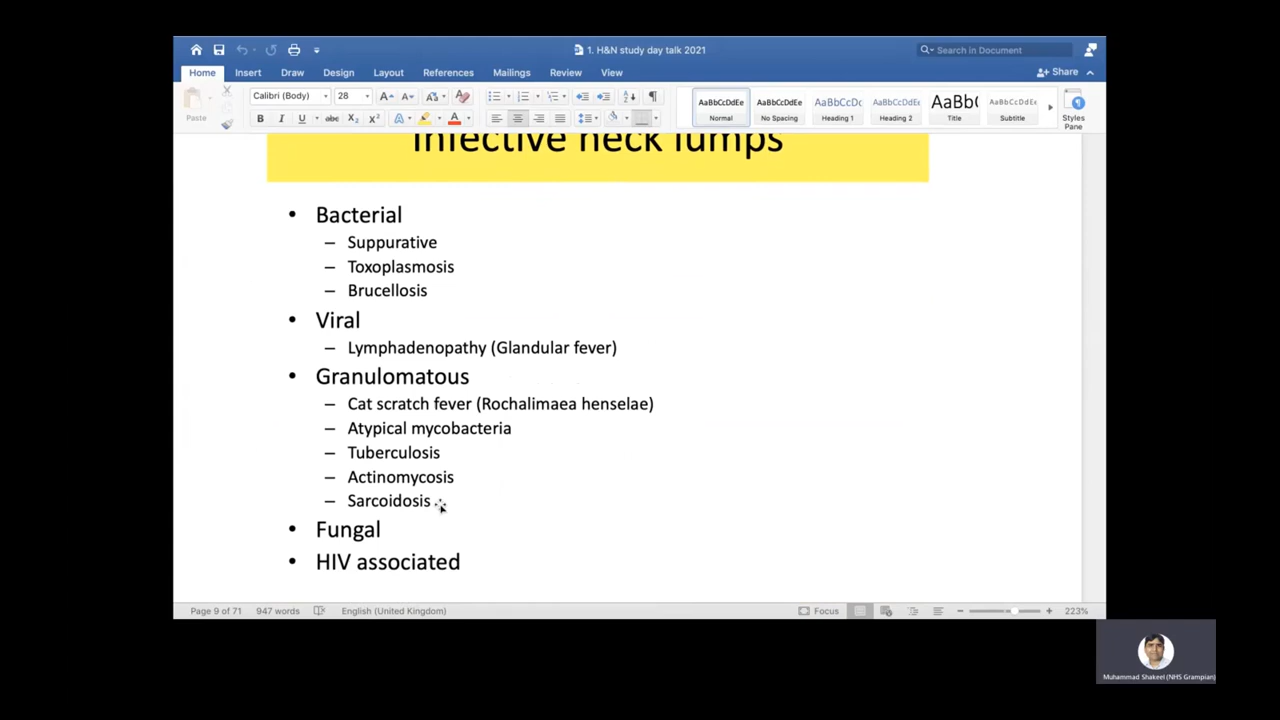 1. H&N study day talk 2021
Search in Document
Home Insert Draw Design Layout References Mailings Review View
Share
Paste
Calibri (Body) 28
AaBbCcDdEe AaBbCcDdEe AaBbCcDc AaBbCcDdEe AaBb( AaBbCcDdEe
Normal No Spacing Heading 1 Heading 2 Title Subtitle
Styles Pane
Infective neck lumps
• Bacterial
– Suppurative
– Toxoplasmosis
– Brucellosis
• Viral
– Lymphadenopathy (Glandular fever)
• Granulomatous
– Cat scratch fever (Rochalimaea henselae)
– Atypical mycobacteria
– Tuberculosis
– Actinomycosis
– Sarcoidosis
• Fungal
• HIV associated
Page 9 of 71 947 words English (United Kingdom) Focus 223%
Muhammad Shakeel (NHS Grampian)